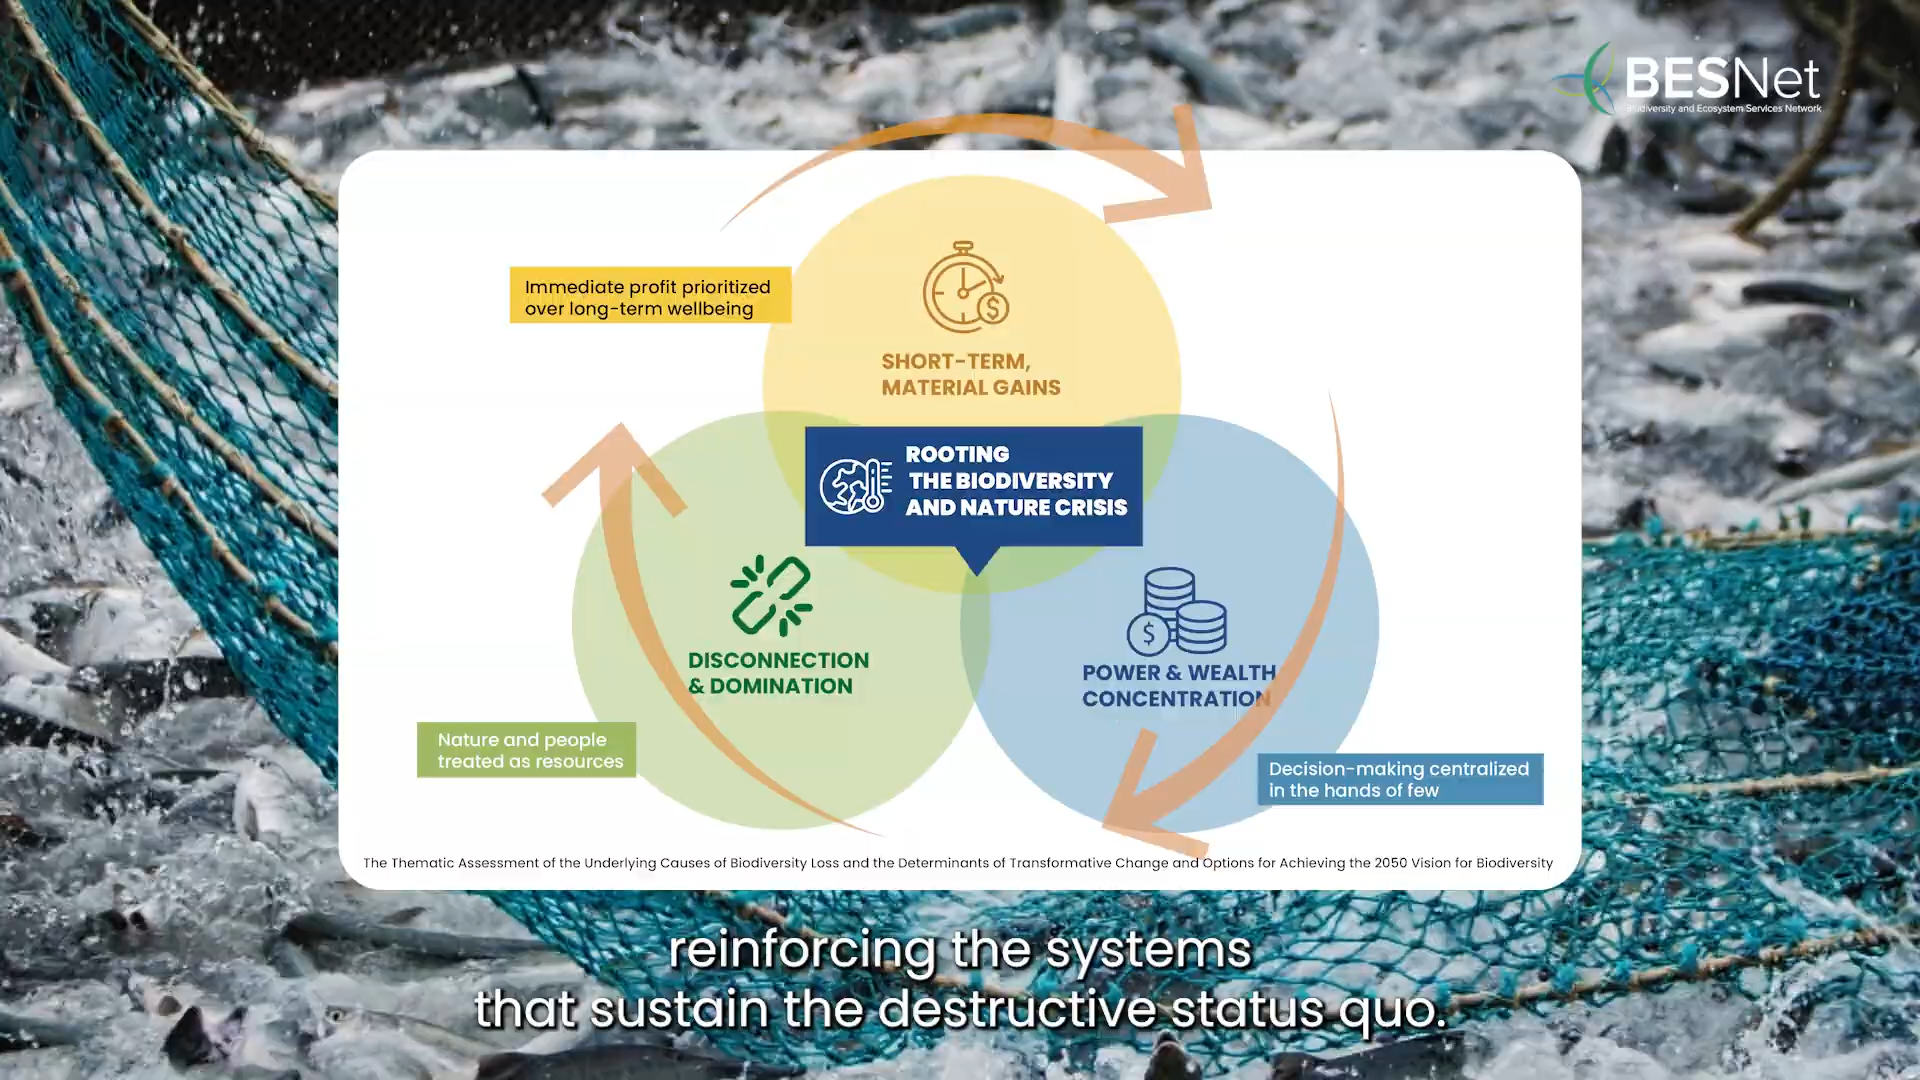 BESNet
Biodiversity and Ecosystem Services Network
Immediate profit prioritized
over long-term wellbeing
SHORT-TERM,
MATERIAL GAINS
ROOTING
THE BIODIVERSITY
AND NATURE CRISIS
DISCONNECTION
& DOMINATION
POWER & WEALTH
CONCENTRATION
Nature and people
treated as resources
Decision-making centralized
in the hands of few
The Thematic Assessment of the Underlying Causes of Biodiversity Loss and the Determinants of Transformative Change and Options for Achieving the 2050 Vision for Biodiversity
reinforcing the systems
that sustain the destructive status quo.